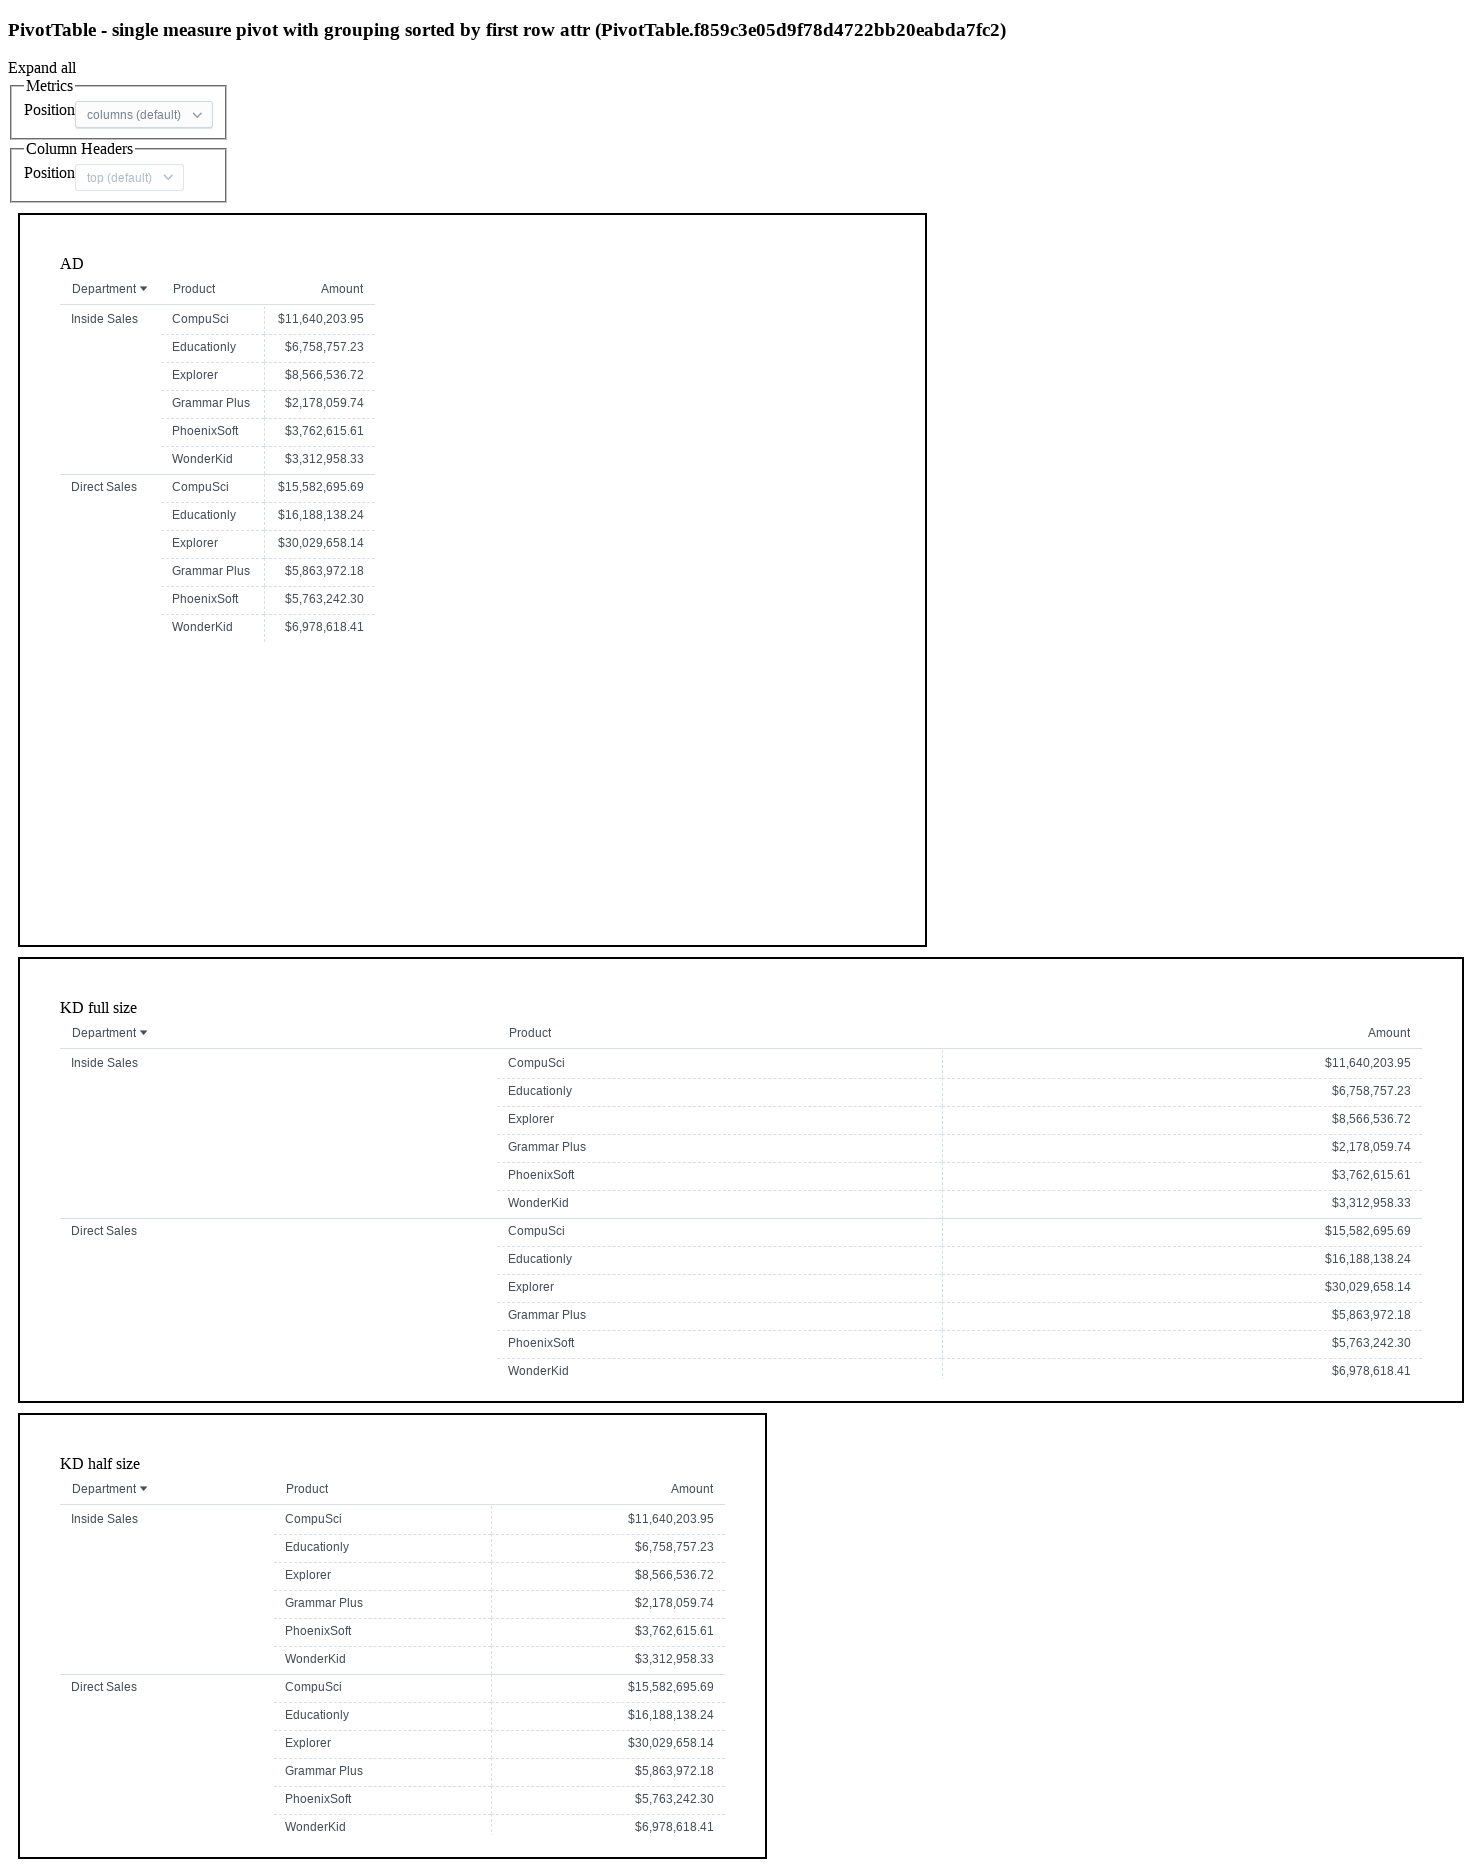 PivotTable - single measure pivot with grouping sorted by first row attr (PivotTable.f859c3e05d9f78d4722bb20eabda7fc2)
Expand all
Metrics
Position columns (default)
Column Headers
Position top (default)
AD
Department Product Amount
Inside Sales CompuSci $11,640,203.95
Educationly $6,758,757.23
Explorer $8,566,536.72
Grammar Plus $2,178,059.74
PhoenixSoft $3,762,615.61
WonderKid $3,312,958.33
Direct Sales CompuSci $15,582,695.69
Educationly $16,188,138.24
Explorer $30,029,658.14
Grammar Plus $5,863,972.18
PhoenixSoft $5,763,242.30
WonderKid $6,978,618.41
KD full size
Department Product Amount
Inside Sales CompuSci $11,640,203.95
Educationly $6,758,757.23
Explorer $8,566,536.72
Grammar Plus $2,178,059.74
PhoenixSoft $3,762,615.61
WonderKid $3,312,958.33
Direct Sales CompuSci $15,582,695.69
Educationly $16,188,138.24
Explorer $30,029,658.14
Grammar Plus $5,863,972.18
PhoenixSoft $5,763,242.30
WonderKid $6,978,618.41
KD half size
Department Product Amount
Inside Sales CompuSci $11,640,203.95
Educationly $6,758,757.23
Explorer $8,566,536.72
Grammar Plus $2,178,059.74
PhoenixSoft $3,762,615.61
WonderKid $3,312,958.33
Direct Sales CompuSci $15,582,695.69
Educationly $16,188,138.24
Explorer $30,029,658.14
Grammar Plus $5,863,972.18
PhoenixSoft $5,763,242.30
WonderKid $6,978,618.41